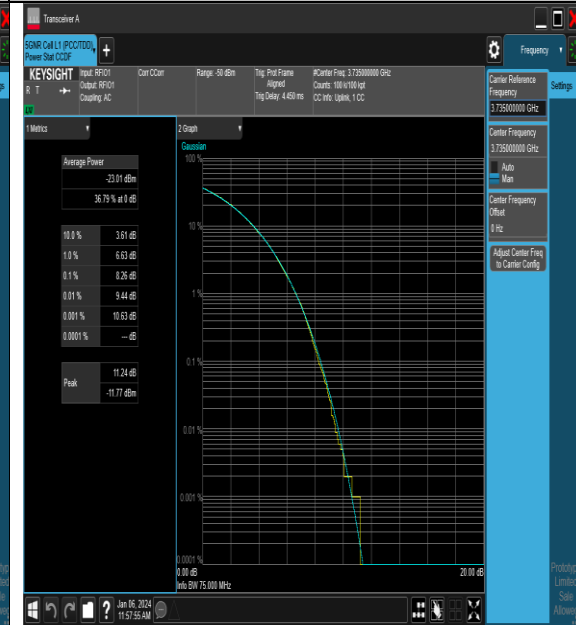 Transceiver A
5GNR Cell L1 (PCC/TDD),
Power Stat CCDF
Frequency
KEYSIGHT
R T
Input: RFIO1
Output: RFIO1
Coupling: AC
Corr CCorr
Range: -50 dBm
Trig: Prot Frame
Aligned
Trig Delay: 4.450 ms
#Center Freq: 3.735000000 GHz
Counts: 100 k/100 kpt
CC Info: Uplink, 1 CC
Carrier Reference
Frequency
3.735000000 GHz
Settings
1 Metrics
2 Graph
Center Frequency
3.735000000 GHz
Auto
Man
Center Frequency
Offset
0 Hz
Adjust Center Freq
to Carrier Config
Average Power
-23.01 dBm
36.79 % at 0 dB
10.0 % 3.61 dB
1.0 % 6.63 dB
0.1 % 8.26 dB
0.01 % 9.44 dB
0.001 % 10.63 dB
0.0001 % --- dB
Peak
11.24 dB
-11.77 dBm
Gaussian
100 %
10 %
1 %
0.1 %
0.01 %
0.001 %
0.0001 %
0.00 dB
20.00 dB
Info BW 75.000 MHz
Jan 06, 2024
11:57:55 AM
Limited
Sale